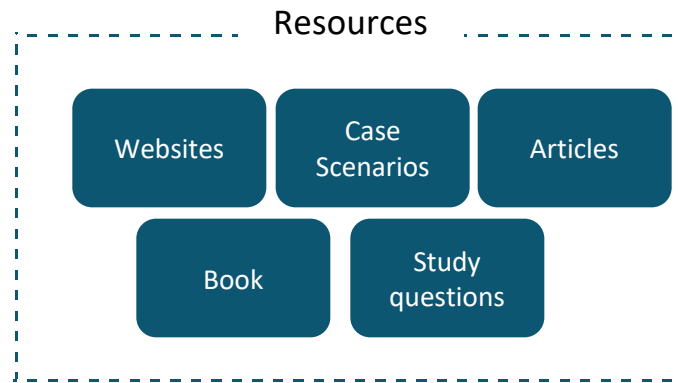 Resources
Websites
Case
Scenarios
Articles
Book
Study
questions